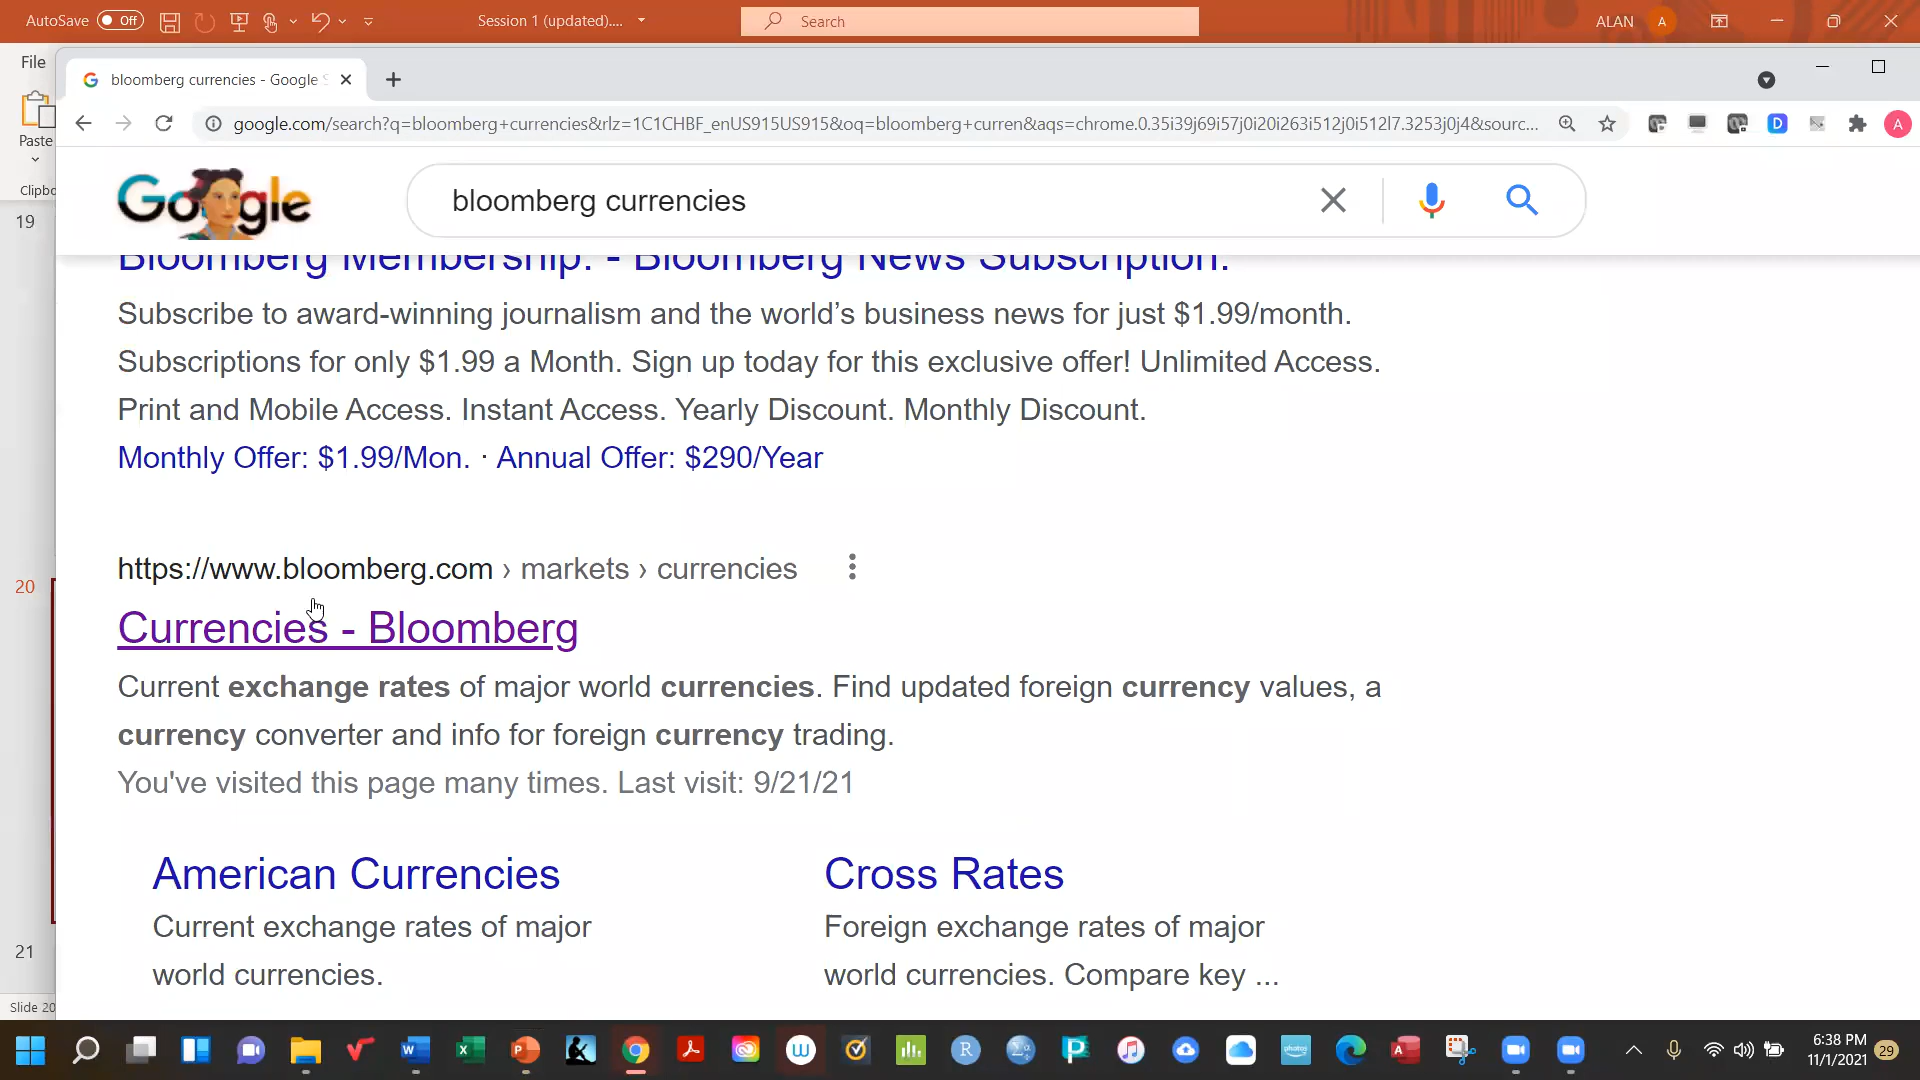 AutoSave Off Session 1 (updated).... Search ALAN A
File
Paste
19
20
21
Slide 20
bloomberg currencies - Google
google.com/search?q=bloomberg+currencies&rlz=1C1CHBF_enUS915US915&oq=bloomberg+curren&aqs=chrome.0.35i39j69i57j0i20i263i512j0i512l7.3253j0j4&sourc...
Google bloomberg currencies
Bloomberg Membership. - Bloomberg News Subscription.
Subscribe to award-winning journalism and the world's business news for just $1.99/month.
Subscriptions for only $1.99 a Month. Sign up today for this exclusive offer! Unlimited Access.
Print and Mobile Access. Instant Access. Yearly Discount. Monthly Discount.
Monthly Offer: $1.99/Mon. · Annual Offer: $290/Year
https://www.bloomberg.com › markets › currencies
Currencies - Bloomberg
Current exchange rates of major world currencies. Find updated foreign currency values, a
currency converter and info for foreign currency trading.
You've visited this page many times. Last visit: 9/21/21
American Currencies
Current exchange rates of major
world currencies.
Cross Rates
Foreign exchange rates of major
world currencies. Compare key ...
6:38 PM
11/1/2021
29